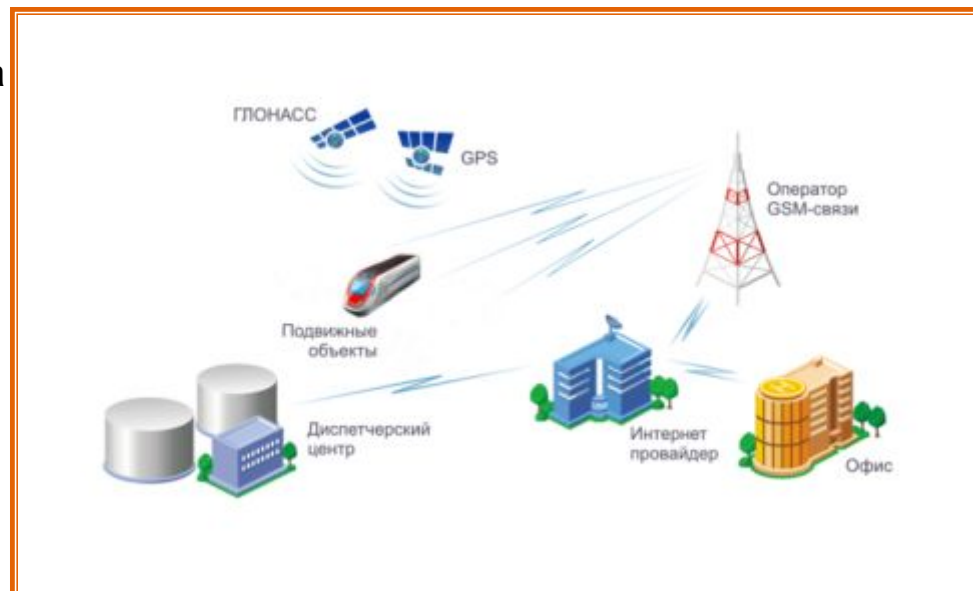 ГЛОНАСС
GPS
Оператор
GSM-связи
Подвижные
объекты
Диспетчерский
центр
Интернет
провайдер
Офис